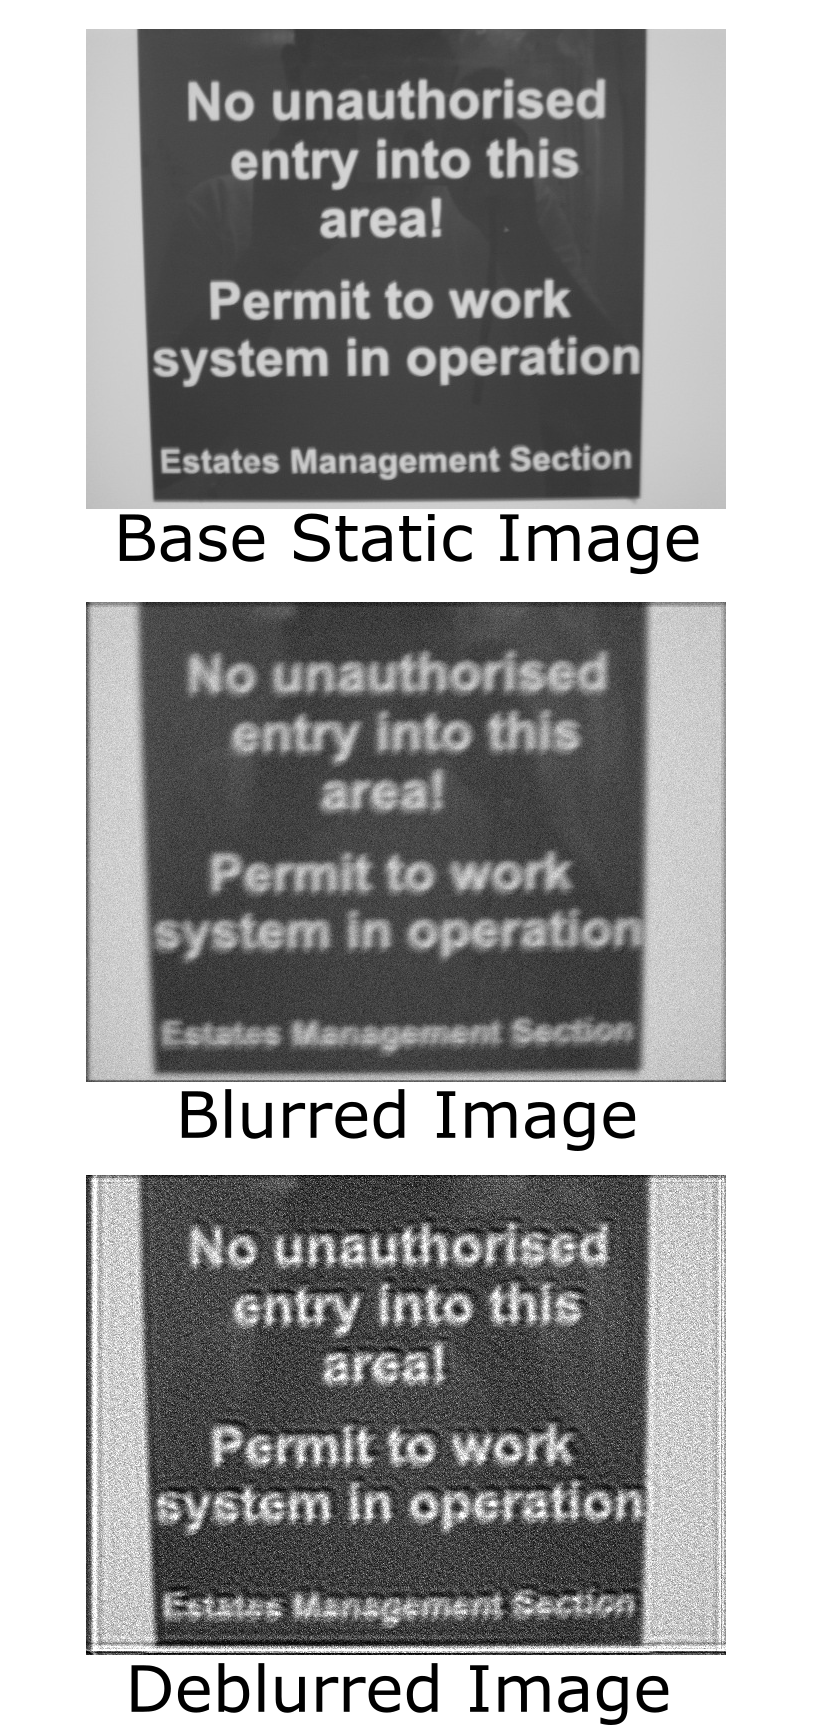 No unauthorised
entry into this
area!
Permit to work
system in operation
Estates Management Section
Base Static Image
No unauthorised
entry into this
area!
Permit to work
system in operation
Estates Management Section
Blurred Image
No unauthorised
entry into this
area!
Permit to work
system in operation
Estates Management Section
Deblurred Image